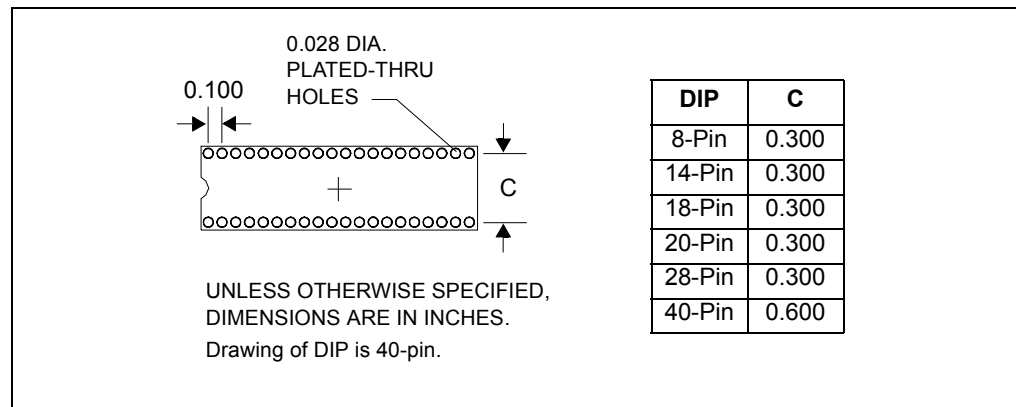 0.028 DIA.
PLATED-THRU
HOLES
0.100
C
UNLESS OTHERWISE SPECIFIED,
DIMENSIONS ARE IN INCHES.
Drawing of DIP is 40-pin.
DIP C
8-Pin 0.300
14-Pin 0.300
18-Pin 0.300
20-Pin 0.300
28-Pin 0.300
40-Pin 0.600